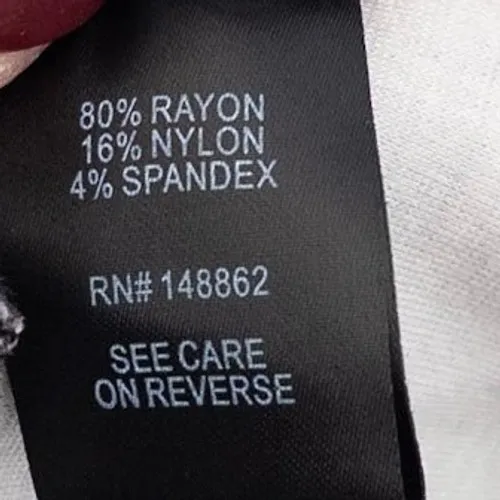 80% RAYON
16% NYLON
4% SPANDEX
RN# 148862
SEE CARE
ON REVERSE